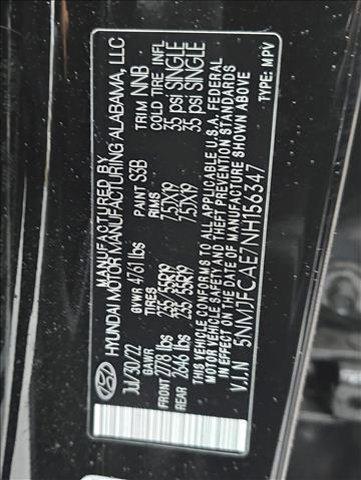 MANUFACTURED BY
HYUNDAI
HYUNDAI MOTOR MANUFACTURING ALABAMA, LLC
30/22 GVWR 4761 lbs PAINT S3B TRIM NNB
GAWR TIRES RIMS COLD TIRE INFL
FRONT 2778 lbs 235/55R19 7.5JX19 35 psi SINGLE
REAR 2646 lbs 235/55R19 7.5JX19 35 psi SINGLE
THIS VEHICLE CONFORMS TO ALL APPLICABLE U.S.A. FEDERAL
MOTOR VEHICLE SAFETY AND THEFT PREVENTION STANDARDS
IN EFFECT ON THE DATE OF MANUFACTURE SHOWN ABOVE
V.I.N 5NMJFCAE7NH156347 TYPE: MPV